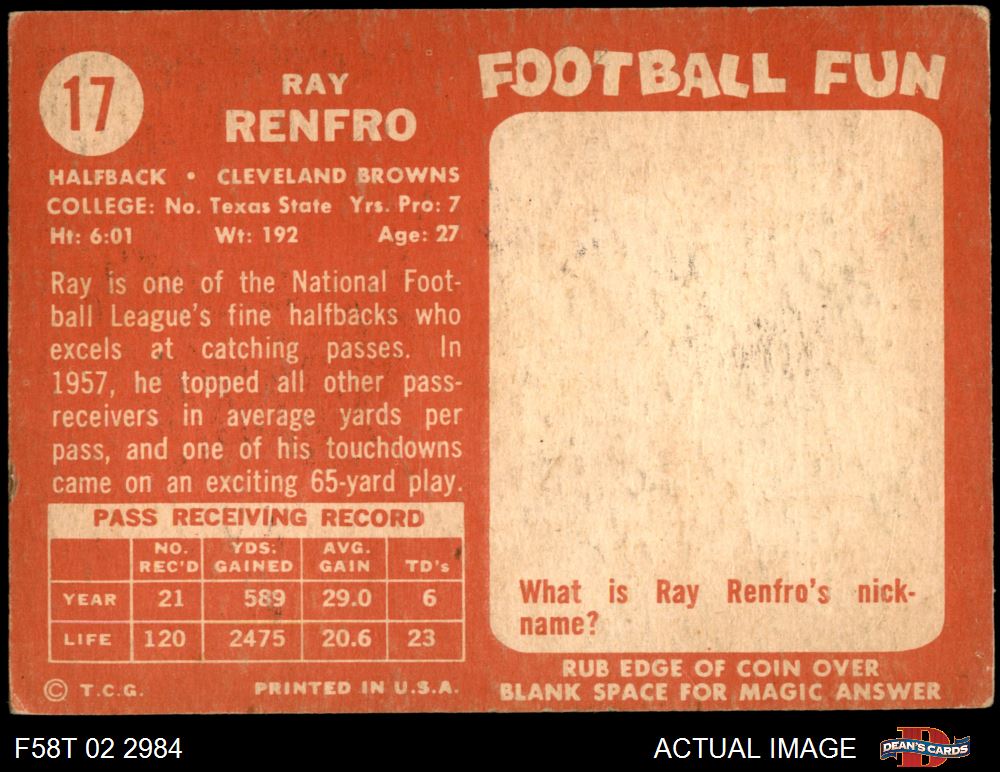 17
RAY
RENFRO
HALFBACK • CLEVELAND BROWNS
COLLEGE: No. Texas State Yrs. Pro: 7
Ht: 6:01 Wt: 192 Age: 27
Ray is one of the National Foot-
ball League's fine halfbacks who
excels at catching passes. In
1957, he topped all other pass-
receivers in average yards per
pass, and one of his touchdowns
came on an exciting 65-yard play.
PASS RECEIVING RECORD
NO. REC'D YDS. GAINED AVG. GAIN TD's
YEAR 21 589 29.0 6
LIFE 120 2475 20.6 23
© T.C.G. PRINTED IN U.S.A.
FOOTBALL FUN
What is Ray Renfro's nick-
name?
RUB EDGE OF COIN OVER
BLANK SPACE FOR MAGIC ANSWER
F58T 02 2984 ACTUAL IMAGE
D
DEAN'S CARDS